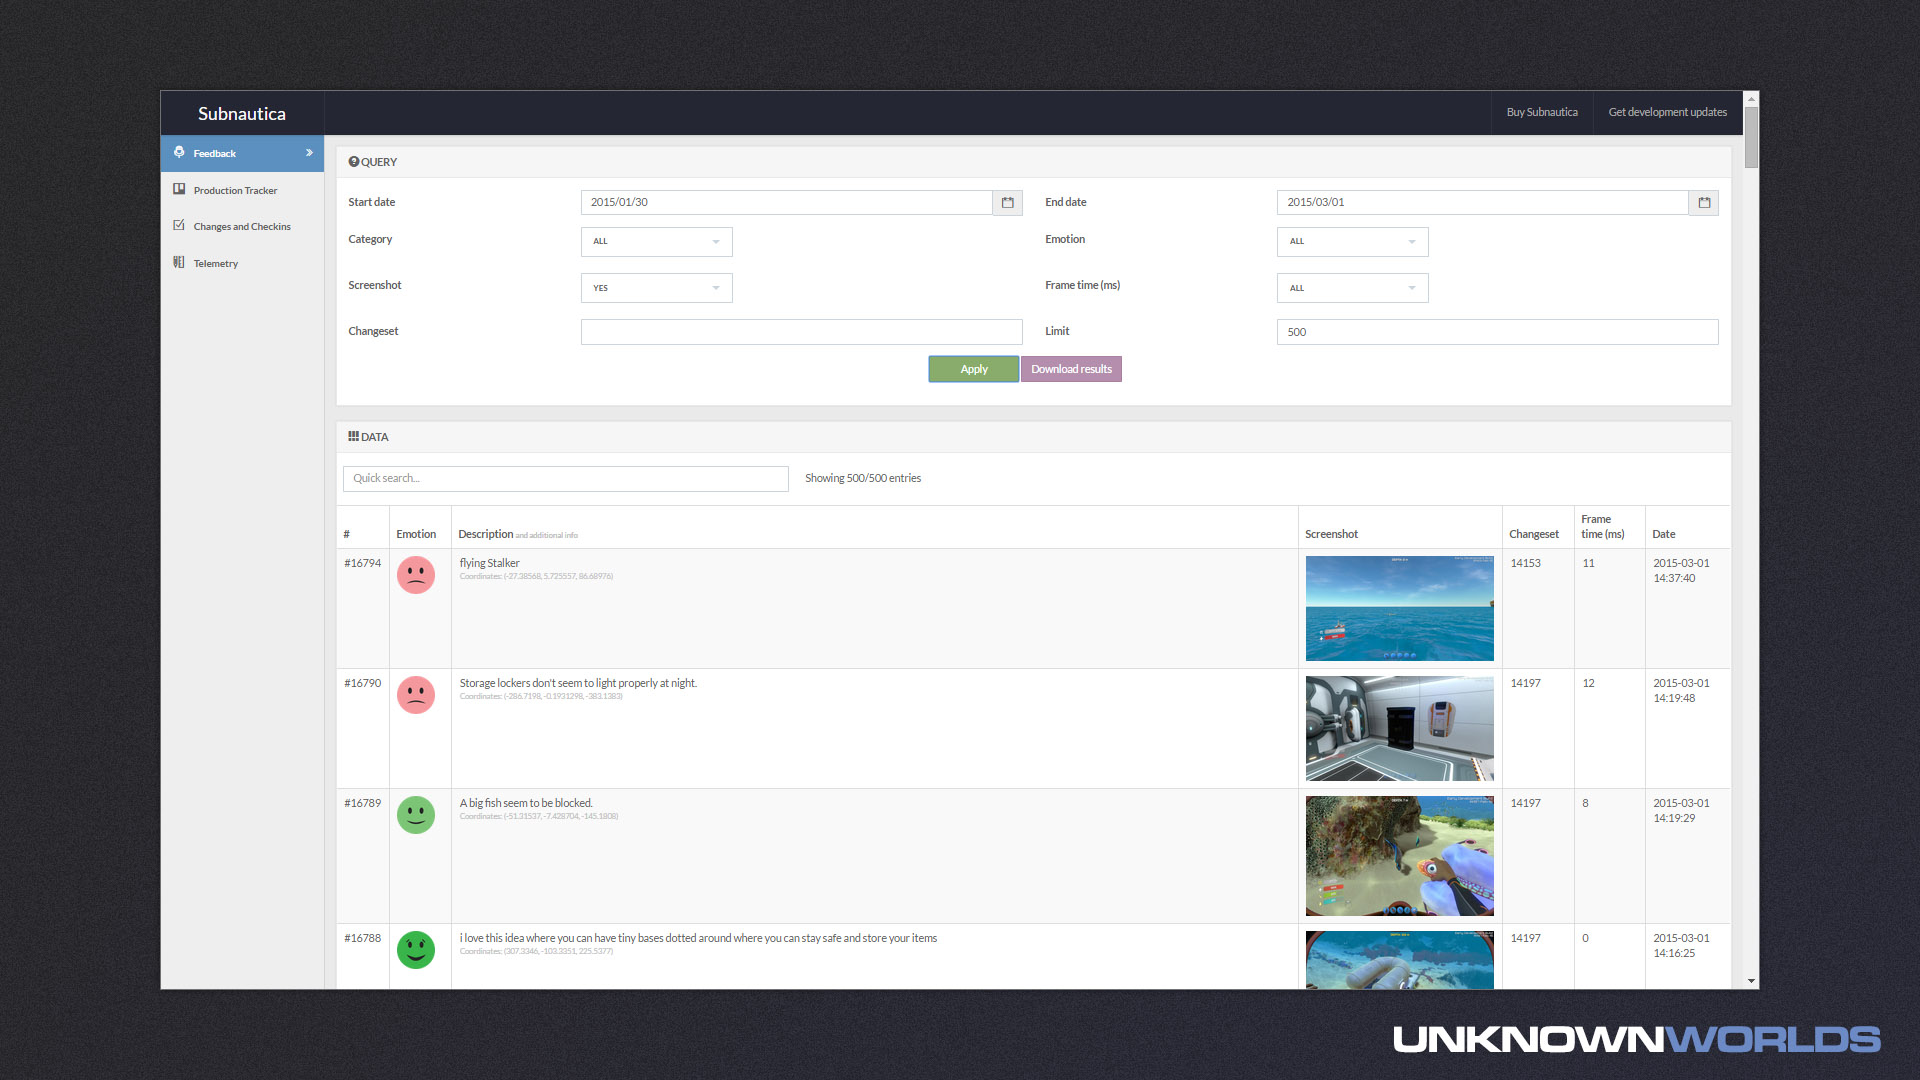 Subnautica
Buy Subnautica
Get development updates
Feedback
Production Tracker
Changes and Checkins
Telemetry
QUERY
Start date
2015/01/30
End date
2015/03/01
Category
ALL
Emotion
ALL
Screenshot
YES
Frame time (ms)
ALL
Changeset
Limit
500
Apply
Download results
DATA
Quick search...
Showing 500/500 entries
#
Emotion
Description and additional info
Screenshot
Changeset
Frame
time (ms)
Date
#16794
flying Stalker
Coordinates: (-27.38568, 5.725557, 86.68976)
14153
11
2015-03-01
14:37:40
#16790
Storage lockers don't seem to light properly at night.
Coordinates: (-286.7198, -0.1931298, -383.1383)
14197
12
2015-03-01
14:19:48
#16789
A big fish seem to be blocked.
Coordinates: (-51.31537, -7.428704, -145.1808)
14197
8
2015-03-01
14:19:29
#16788
i love this idea where you can have tiny bases dotted around where you can stay safe and store your items
Coordinates: (307.3346, -103.3351, 225.5377)
14197
0
2015-03-01
14:16:25
UNKNOWNWORLDS